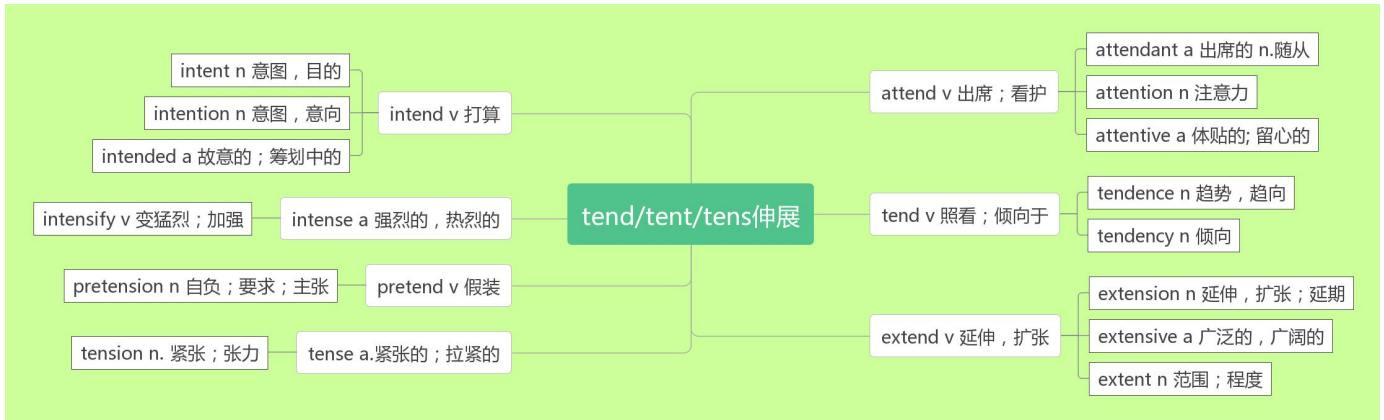 intent n 意图，目的
intention n 意图，意向
intended a 故意的；筹划中的
intend v 打算
intensify v 变猛烈；加强
intense a 强烈的，热烈的
pretension n 自负；要求；主张
pretend v 假装
tension n. 紧张；张力
tense a.紧张的；拉紧的
tend/tent/tens伸展
attend v 出席；看护
attendant a 出席的 n.随从
attention n 注意力
attentive a 体贴的; 留心的
tend v 照看；倾向于
tendence n 趋势，趋向
tendency n 倾向
extend v 延伸，扩张
extension n 延伸，扩张；延期
extensive a 广泛的，广阔的
extent n 范围；程度